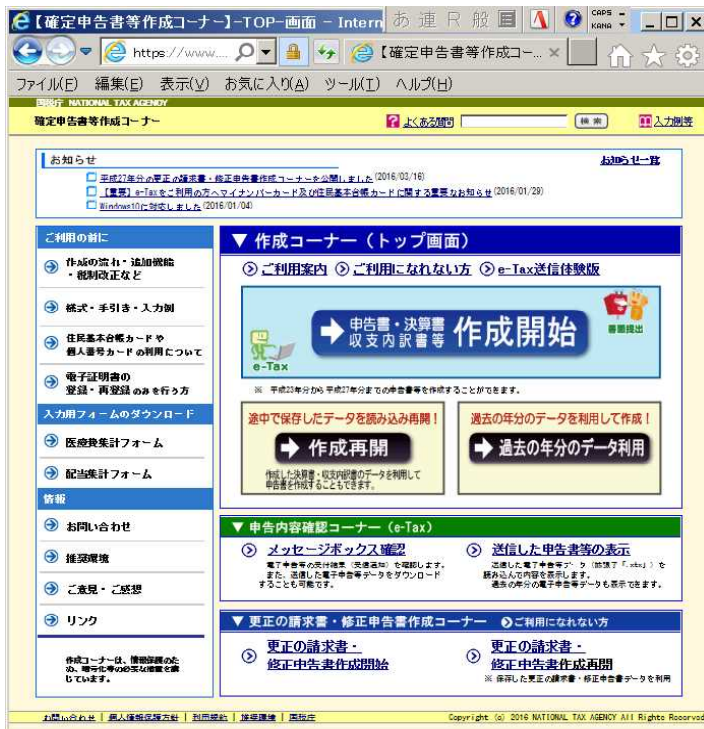 【確定申告書等作成コーナー】-TOP-画面 - Intern
あ 連 R 般
CAPS
KANA
https://www....
【確定申告書等作成コー... ×
ファイル(F) 編集(E) 表示(V) お気に入り(A) ツール(T) ヘルプ(H)
国税庁 NATIONAL TAX AGENCY
確定申告書等作成コーナー
よくある質問
検索
入力例等
お知らせ
お知らせ一覧
平成27年分の更正の請求書・修正申告書作成コーナーを公開しました(2016/03/16)
【重要】e-Taxをご利用の方へマイナンバーカード及び住民基本台帳カードに関する重要なお知らせ(2016/01/29)
Windows10に対応しました(2016/01/04)
ご利用の前に
作成の流れ・追加機能
・税制改正など
様式・手引き・入力例
住民基本台帳カードや
個人番号カードの利用について
電子証明書の
登録・再登録のみを行う方
入力用フォームのダウンロード
医療費集計フォーム
配当集計フォーム
情報
お問い合わせ
推奨環境
ご意見・ご感想
リンク
作成コーナーは、情報保護のた
め、暗号化等の必要な措置を講
じています。
▼ 作成コーナー（トップ画面）
ご利用案内 ご利用になれない方 e-Tax送信体験版
申告書・決算書
収支内訳書等 作成開始
e-Tax
書面提出
※ 平成23年分から平成27年分までの申告書等を作成することができます。
途中で保存したデータを読み込み再開！
作成再開
作成した決算書・収支内訳書のデータを利用して
申告書を作成することもできます。
過去の年分のデータを利用して作成！
過去の年分のデータ利用
▼ 申告内容確認コーナー（e-Tax）
メッセージボックス確認
電子申告等の受付結果（受信通知）を確認します。
また、送信した電子申告等データをダウンロード
することも可能です。
送信した申告書等の表示
送信した電子申告等データ（拡張子「.xtx」）を
読み込んで内容を表示します。
過去の年分の電子申告等データも表示できます。
▼ 更正の請求書・修正申告書作成コーナー ご利用になれない方
更正の請求書・
修正申告書作成開始
更正の請求書・
修正申告書作成再開
※ 保存した更正の請求書・修正申告書データを利用
お問い合わせ | 個人情報保護方針 | 利用規約 | 推奨環境 | 国税庁
Copyright (c) 2016 NATIONAL TAX AGENCY All Rights Reserved